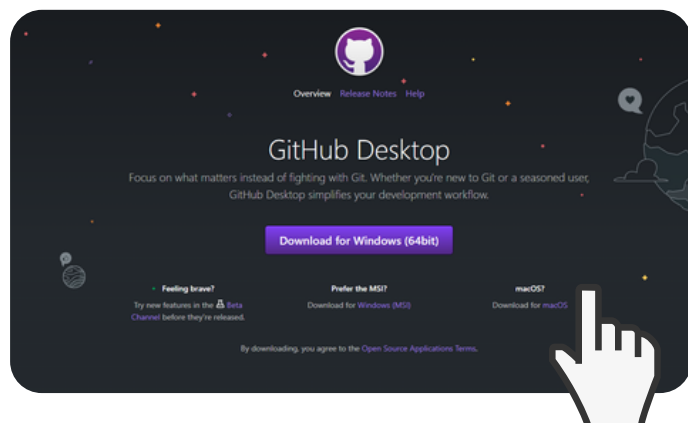 Overview Release Notes Help
GitHub Desktop
Focus on what matters instead of fighting with Git. Whether you're new to Git or a seasoned user,
GitHub Desktop simplifies your development workflow.
Download for Windows (64bit)
Feeling brave?
Try new features in the Beta
Channel before they're released.
Prefer the MSI?
Download for Windows (MSI)
macOS?
Download for macOS
By downloading, you agree to the Open Source Applications Terms.